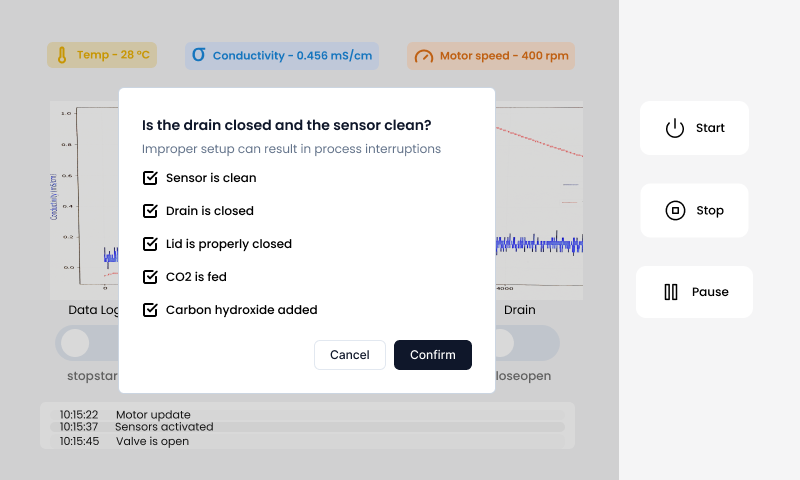 Temp - 28 °C
Conductivity - 0.456 mS/cm
Motor speed - 400 rpm
Is the drain closed and the sensor clean?
Improper setup can result in process interruptions
Sensor is clean
Drain is closed
Lid is properly closed
CO2 is fed
Carbon hydroxide added
Cancel
Confirm
Conductivity (mS/cm)
1.0
0.8
0.6
0.4
0.2
0.0
0
4000
Data Log
Drain
stopstar
loseopen
10:15:22 Motor update
10:15:37 Sensors activated
10:15:45 Valve is open
Start
Stop
Pause